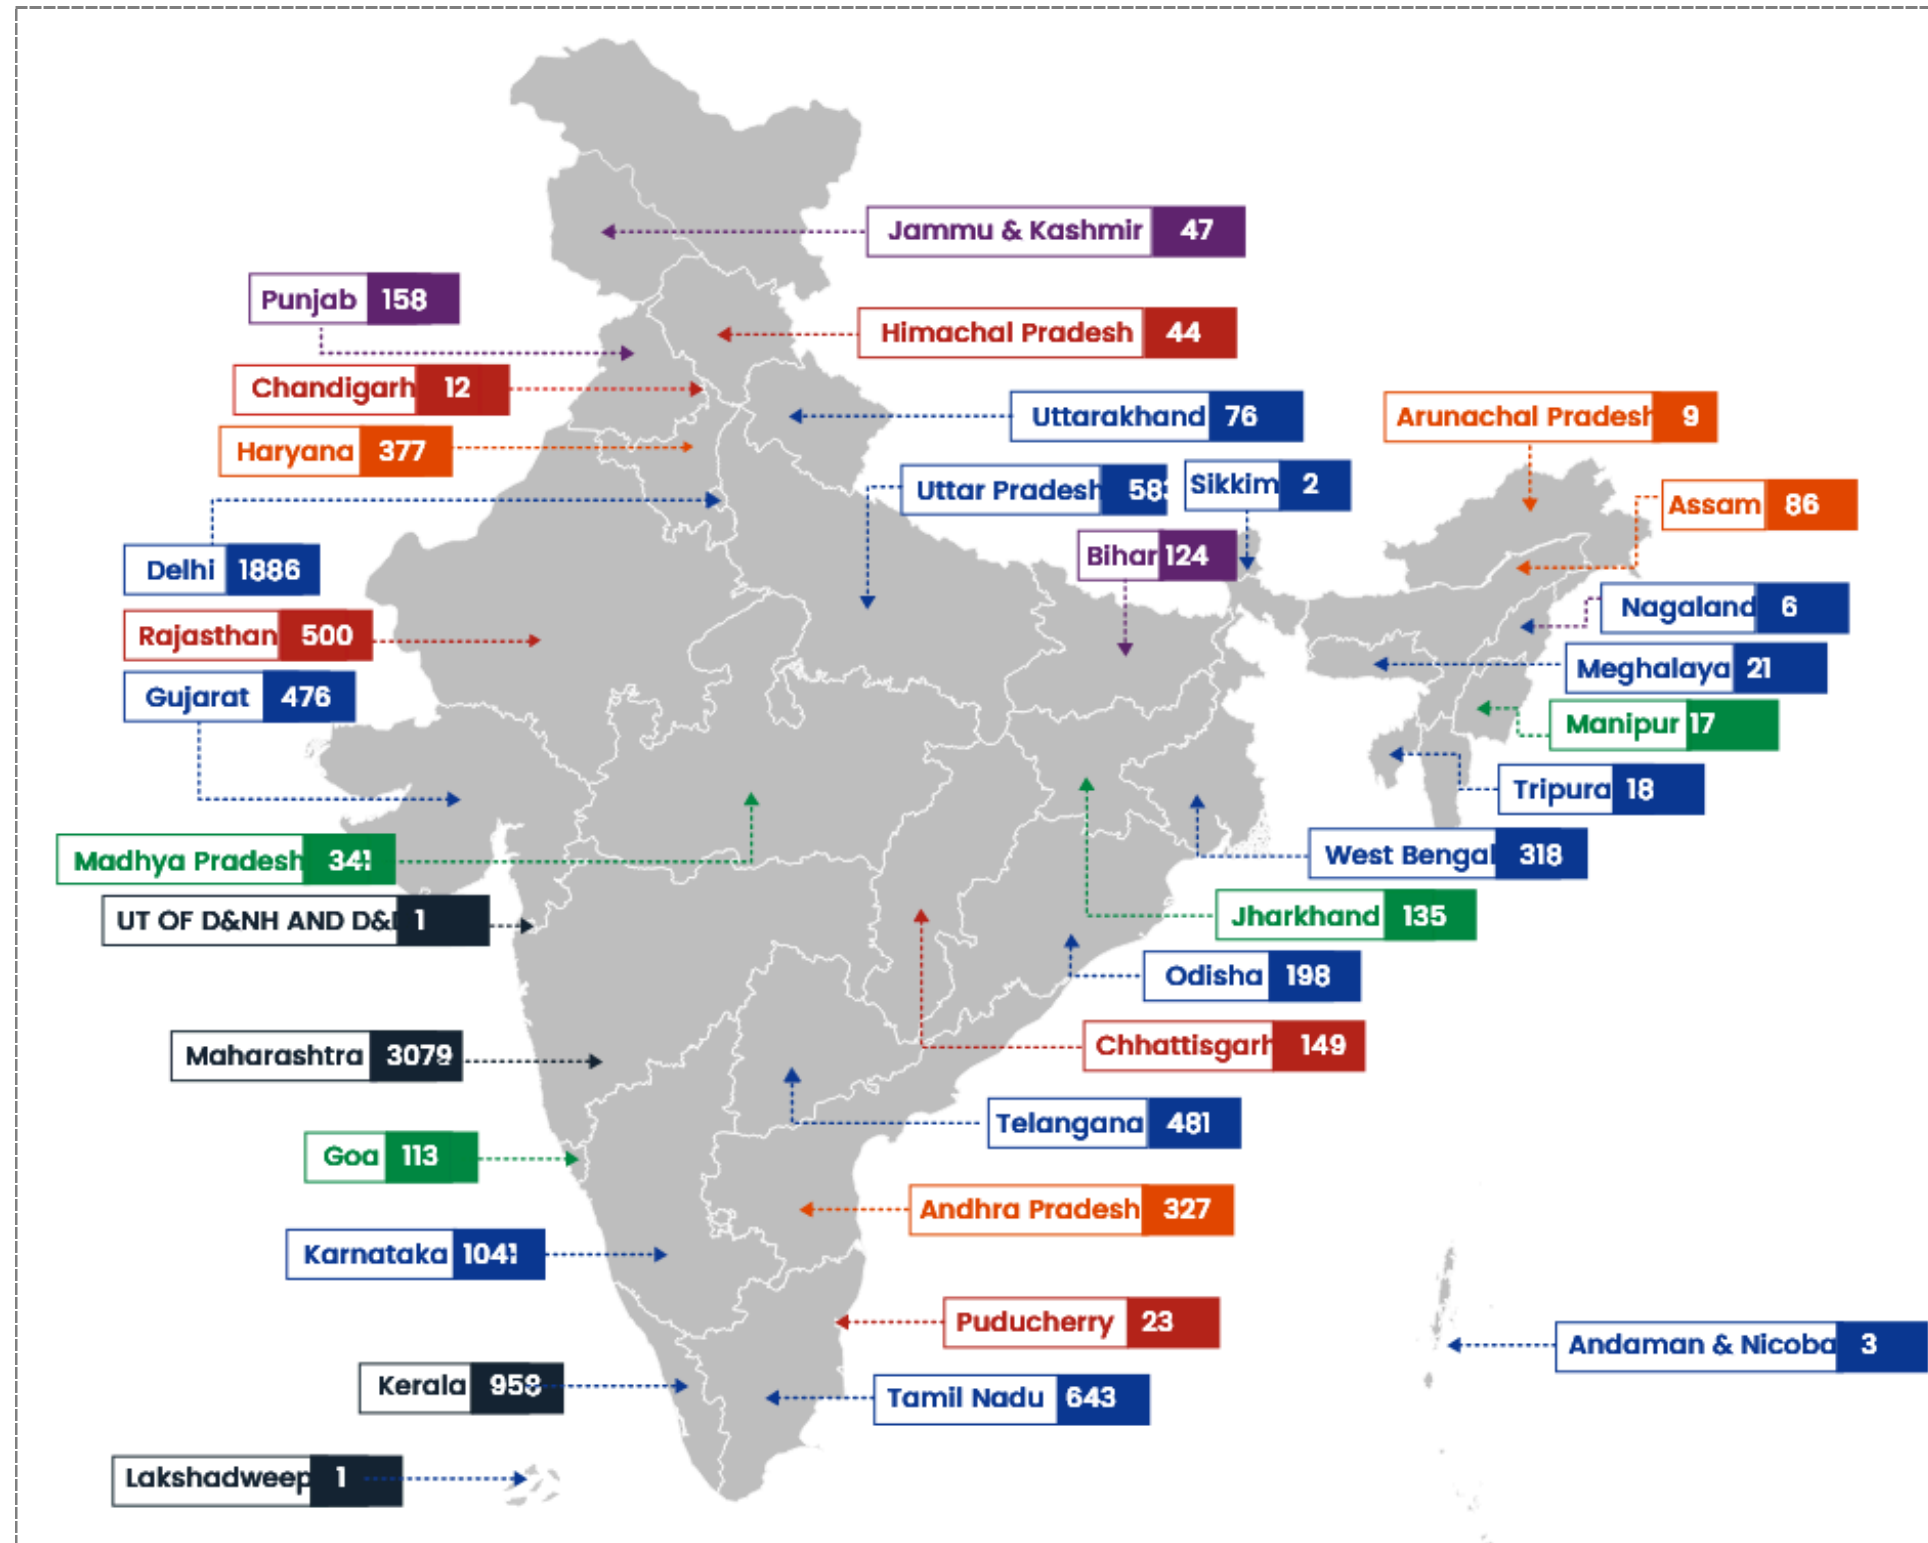 Jammu & Kashmir 47
Punjab 158
Himachal Pradesh 44
Chandigarh 12
Uttarakhand 76
Arunachal Pradesh 9
Haryana 377
Uttar Pradesh
Sikkim 2
Assam 86
Bihar 124
Delhi 1886
Nagaland 6
Rajasthan 500
Meghalaya 21
Gujarat 476
Manipur 17
Tripura 18
Madhya Pradesh 341
West Bengal 318
UT OF D&NH AND 1
Jharkhand 135
Odisha 198
Maharashtra 3079
Chhattisgarh 149
Telangana 481
Goa 113
Andhra Pradesh 327
Karnataka 1041
Puducherry 23
Andaman & Nicoba 3
Kerala 958
Tamil Nadu 643
Lakshadweep 1